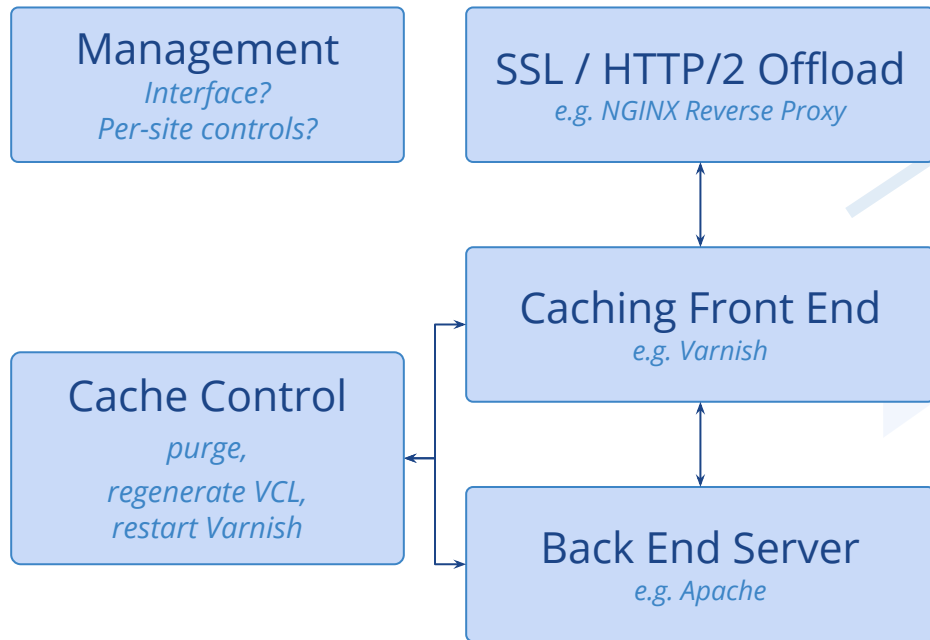 Management
Interface?
Per-site controls?
SSL / HTTP/2 Offload
e.g. NGINX Reverse Proxy
Caching Front End
e.g. Varnish
Cache Control
purge,
regenerate VCL,
restart Varnish
Back End Server
e.g. Apache